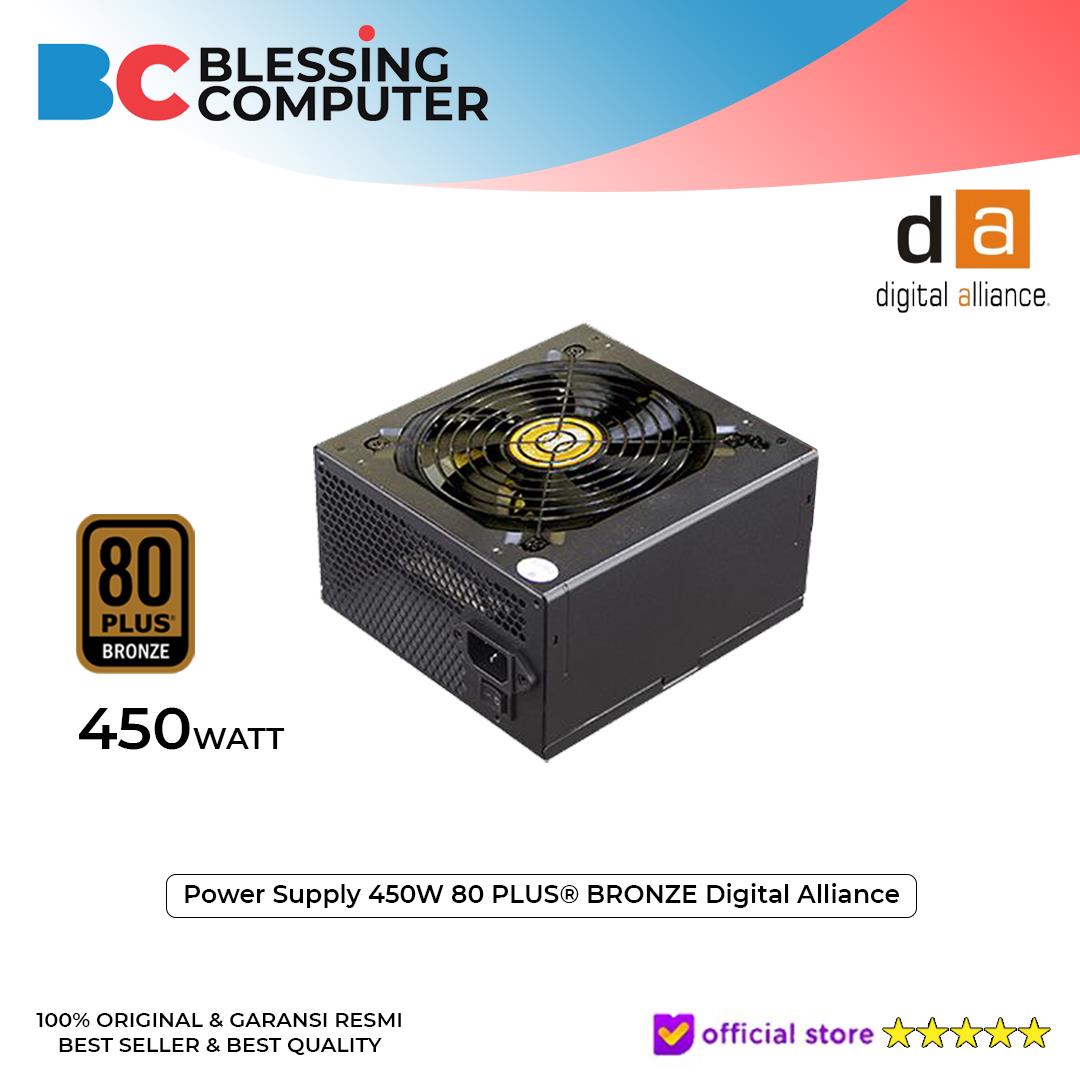 BC BLESSING
COMPUTER
da
digital alliance.
80
PLUS®
BRONZE
450WATT
Power Supply 450W 80 PLUS® BRONZE Digital Alliance
100% ORIGINAL & GARANSI RESMI
BEST SELLER & BEST QUALITY
official store